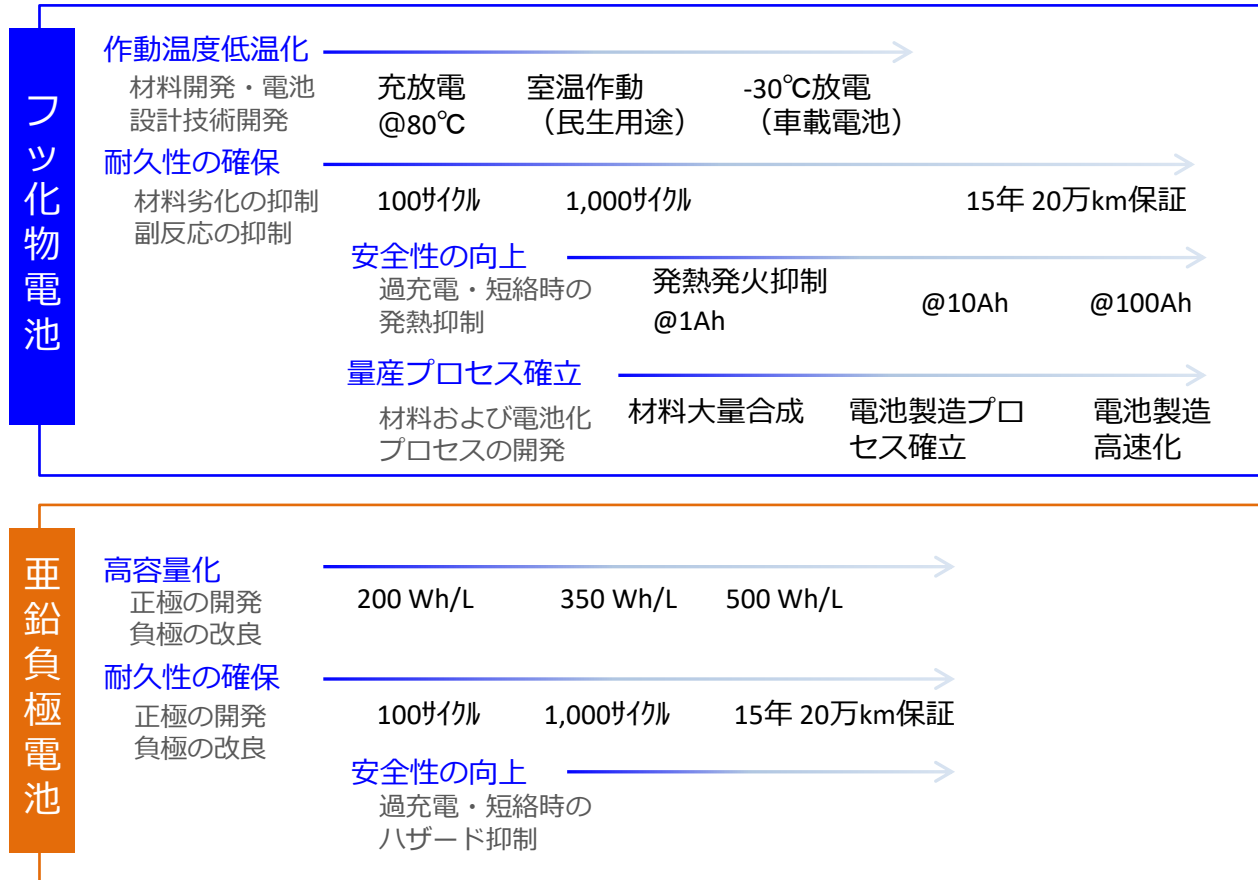 フッ化物電池
作動温度低温化
材料開発・電池
設計技術開発
充放電
@80℃
室温作動
（民生用途）
-30℃放電
（車載電池）
耐久性の確保
材料劣化の抑制
副反応の抑制
100ｻｲｸﾙ
1,000ｻｲｸﾙ
15年 20万km保証
安全性の向上
過充電・短絡時の
発熱抑制
発熱発火抑制
@1Ah
@10Ah
@100Ah
量産プロセス確立
材料および電池化
プロセスの開発
材料大量合成
電池製造プロ
セス確立
電池製造
高速化
亜鉛負極電池
高容量化
正極の開発
負極の改良
200 Wh/L
350 Wh/L
500 Wh/L
耐久性の確保
正極の開発
負極の改良
100ｻｲｸﾙ
1,000ｻｲｸﾙ
15年 20万km保証
安全性の向上
過充電・短絡時の
ハザード抑制